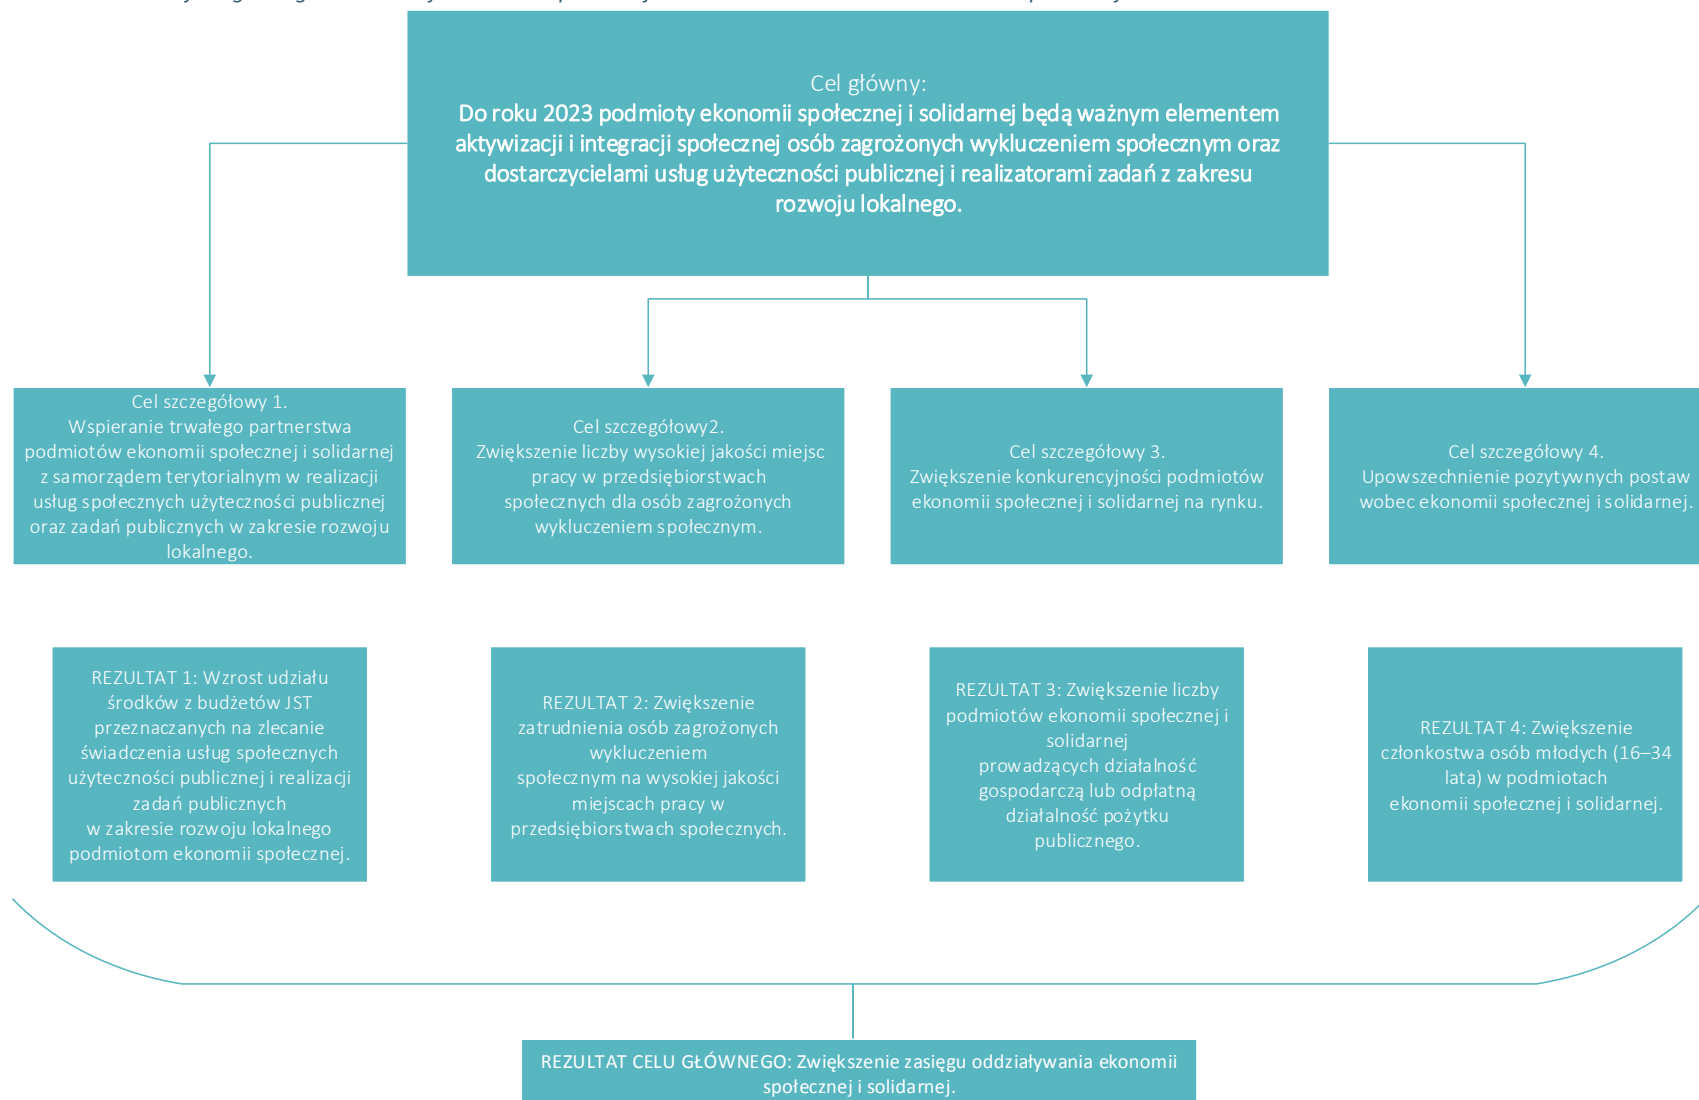 Cel główny:
Do roku 2023 podmioty ekonomii społecznej i solidarnej będą ważnym elementem
aktywizacji i integracji społecznej osób zagrożonych wykluczeniem społecznym oraz
dostarczycielami usług użyteczności publicznej i realizatorami zadań z zakresu
rozwoju lokalnego.
Cel szczegółowy 1.
Wspieranie trwałego partnerstwa
podmiotów ekonomii społecznej i solidarnej
z samorządem terytorialnym w realizacji
usług społecznych użyteczności publicznej
oraz zadań publicznych w zakresie rozwoju
lokalnego.
Cel szczegółowy2.
Zwiększenie liczby wysokiej jakości miejsc
pracy w przedsiębiorstwach
społecznych dla osób zagrożonych
wykluczeniem społecznym.
Cel szczegółowy 3.
Zwiększenie konkurencyjności podmiotów
ekonomii społecznej i solidarnej na rynku.
Cel szczegółowy 4.
Upowszechnienie pozytywnych postaw
wobec ekonomii społecznej i solidarnej.
REZULTAT 1: Wzrost udziału
środków z budżetów JST
przeznaczanych na zlecanie
świadczenia usług społecznych
użyteczności publicznej i realizacji
zadań publicznych
w zakresie rozwoju lokalnego
podmiotom ekonomii społecznej.
REZULTAT 2: Zwiększenie
zatrudnienia osób zagrożonych
wykluczeniem
społecznym na wysokiej jakości
miejscach pracy w
przedsiębiorstwach społecznych.
REZULTAT 3: Zwiększenie liczby
podmiotów ekonomii społecznej i
solidarnej
prowadzących działalność
gospodarczą lub odpłatną
działalność pożytku
publicznego.
REZULTAT 4: Zwiększenie
członkostwa osób młodych (16–34
lata) w podmiotach
ekonomii społecznej i solidarnej.
REZULTAT CELU GŁÓWNEGO: Zwiększenie zasięgu oddziaływania ekonomii
społecznej i solidarnej.